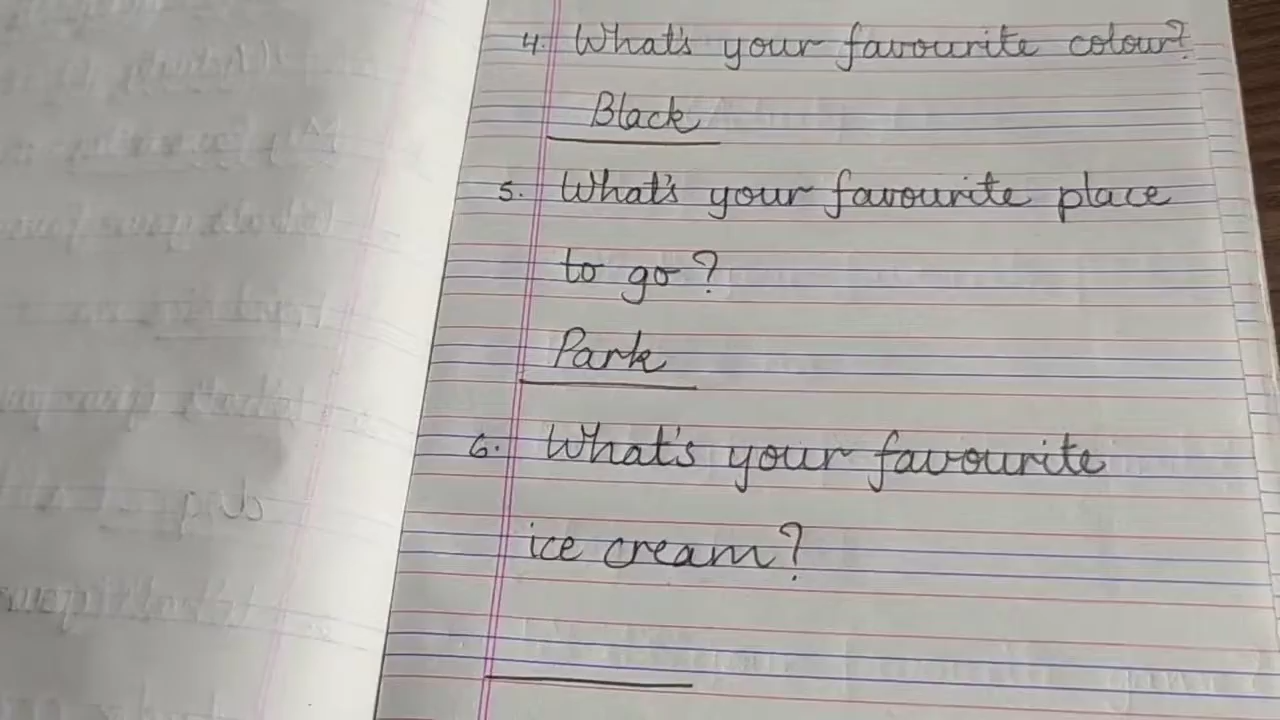 4. What's your favourite colour?
Black
5. What's your favourite place
to go?
Park
6. What's your favourite
ice cream?